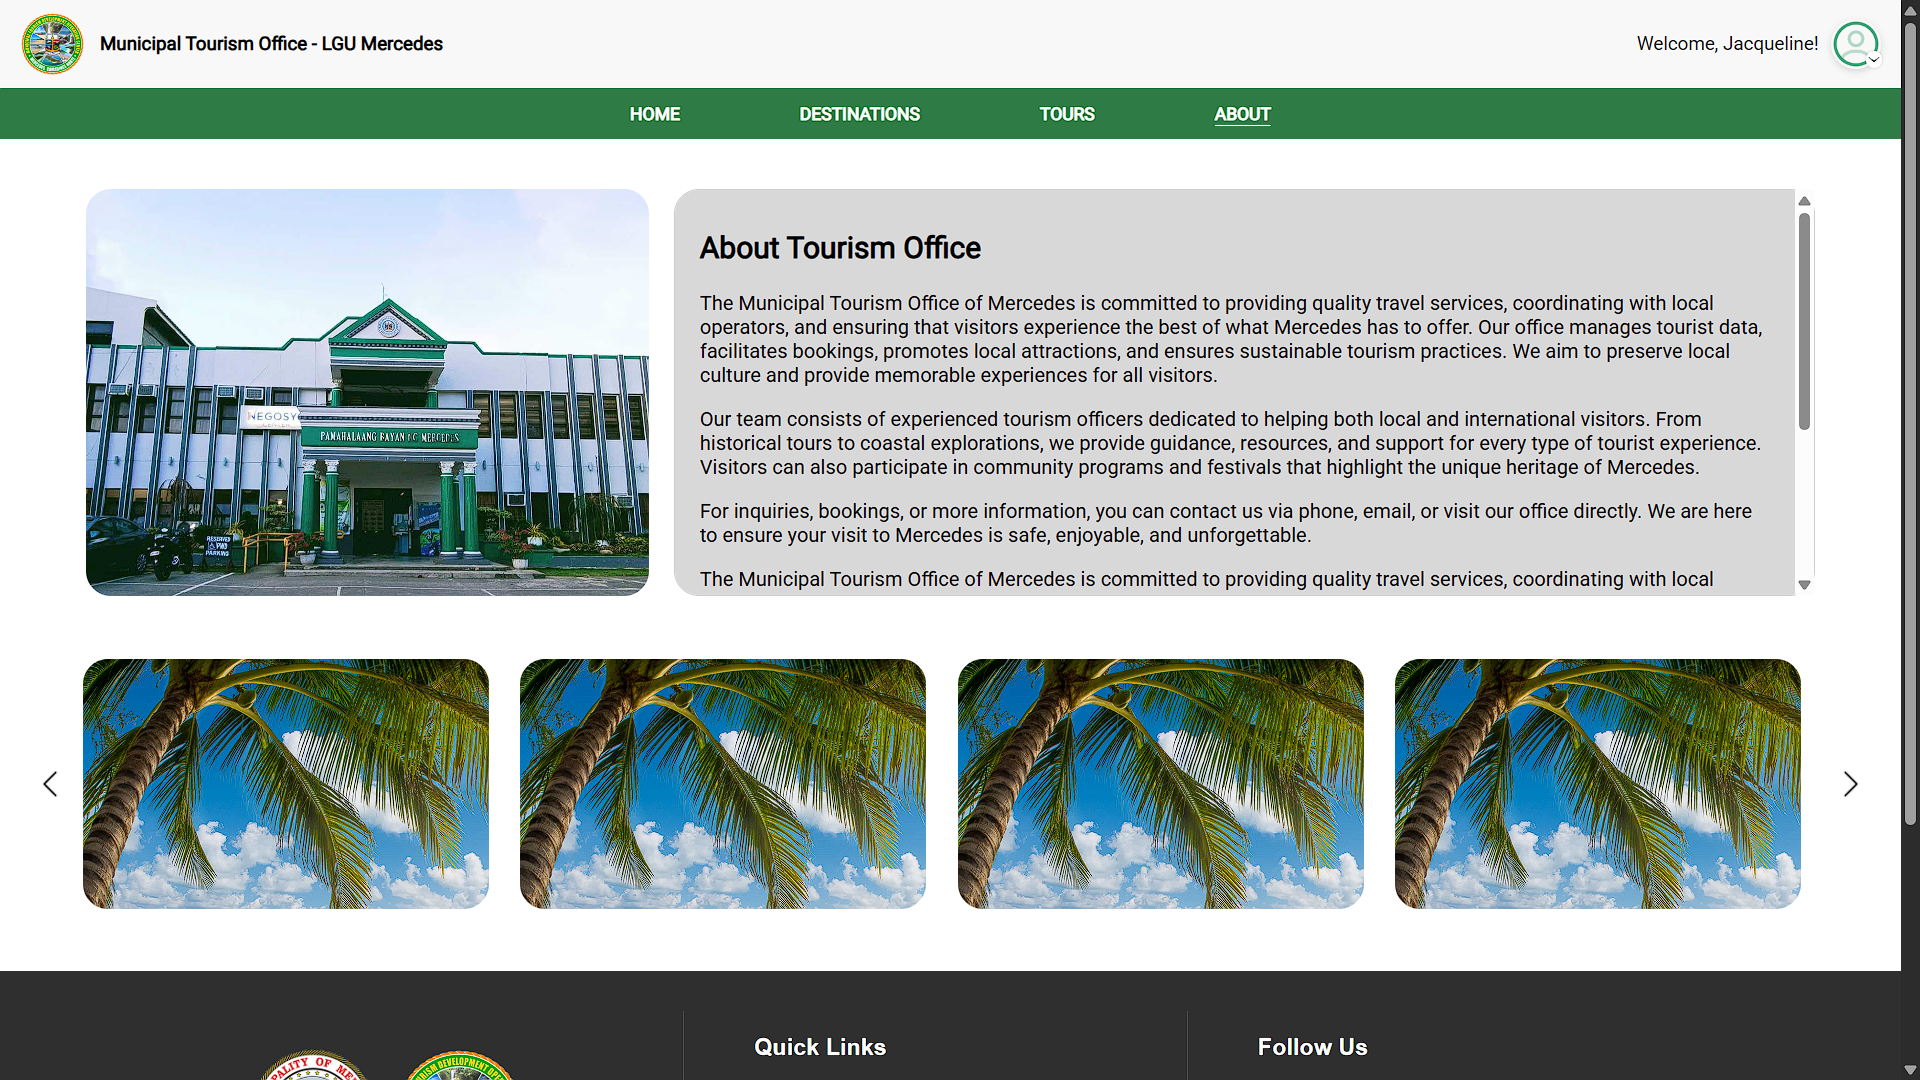 Municipal Tourism Office - LGU Mercedes
Welcome, Jacqueline!
HOME
DESTINATIONS
TOURS
ABOUT
NEGOSYO
PAMAHALAANG BAYAN NG MERCEDES
RESERVED
PWD
PARKING
About Tourism Office
The Municipal Tourism Office of Mercedes is committed to providing quality travel services, coordinating with local
operators, and ensuring that visitors experience the best of what Mercedes has to offer. Our office manages tourist data,
facilitates bookings, promotes local attractions, and ensures sustainable tourism practices. We aim to preserve local
culture and provide memorable experiences for all visitors.
Our team consists of experienced tourism officers dedicated to helping both local and international visitors. From
historical tours to coastal explorations, we provide guidance, resources, and support for every type of tourist experience.
Visitors can also participate in community programs and festivals that highlight the unique heritage of Mercedes.
For inquiries, bookings, or more information, you can contact us via phone, email, or visit our office directly. We are here
to ensure your visit to Mercedes is safe, enjoyable, and unforgettable.
The Municipal Tourism Office of Mercedes is committed to providing quality travel services, coordinating with local
Quick Links
Follow Us